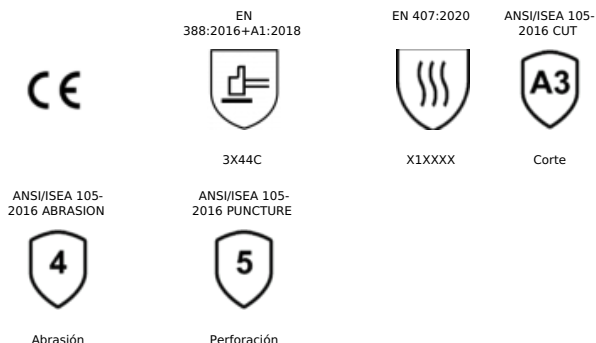 EN
388:2016+A1:2018
EN 407:2020
ANSI/ISEA 105-
2016 CUT
CE
A3
3X44C
X1XXXX
Corte
ANSI/ISEA 105-
2016 ABRASION
ANSI/ISEA 105-
2016 PUNCTURE
4
5
Abrasión
Perforación